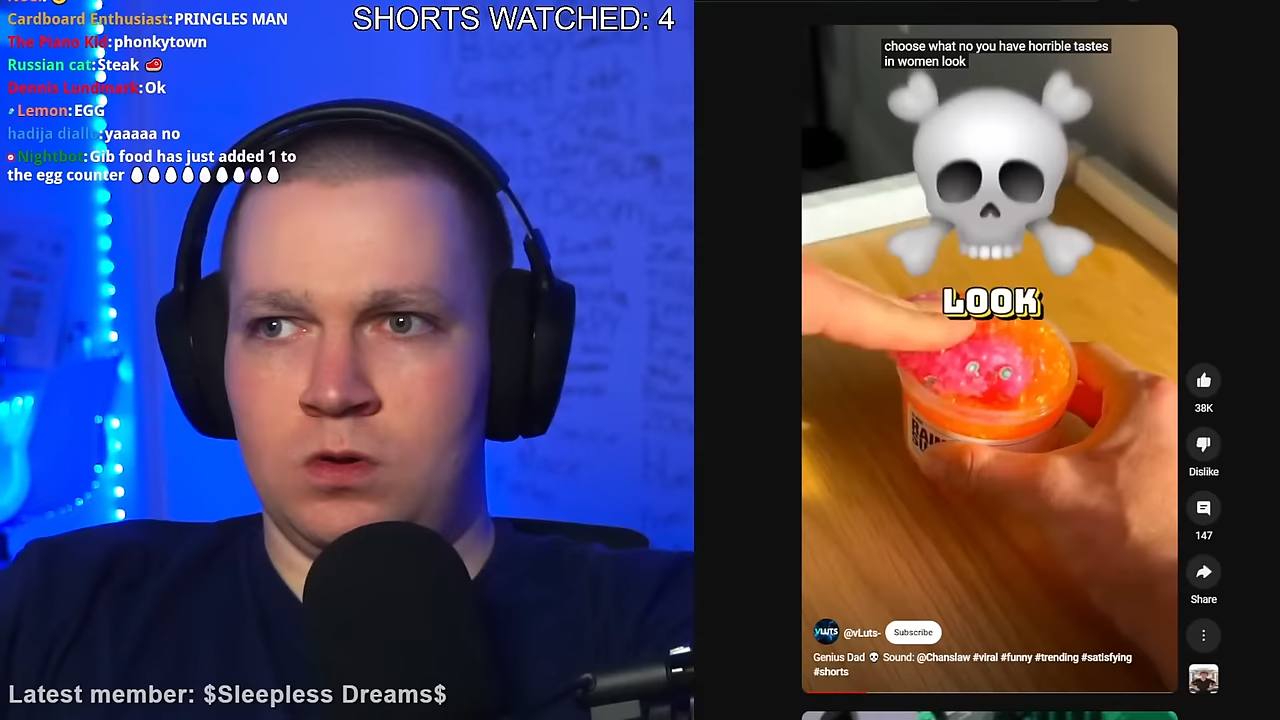 SHORTS WATCHED: 4
Cardboard Enthusiast:PRINGLES MAN
The Piano Kid:phonkytown
Russian cat:Steak 🥩
Dennis Lundmark:Ok
Lemon:EGG
hadija diallo:yaaaaa no
Nightbot:Gib food has just added 1 to
the egg counter 🥚🥚🥚🥚🥚🥚🥚🥚🥚
Latest member: $Sleepless Dreams$
choose what no you have horrible tastes
in women look
LOOK
38K
Dislike
147
Share
@vLuts-
Subscribe
Genius Dad 💀 Sound: @Chanslaw #viral #funny #trending #satisfying
#shorts